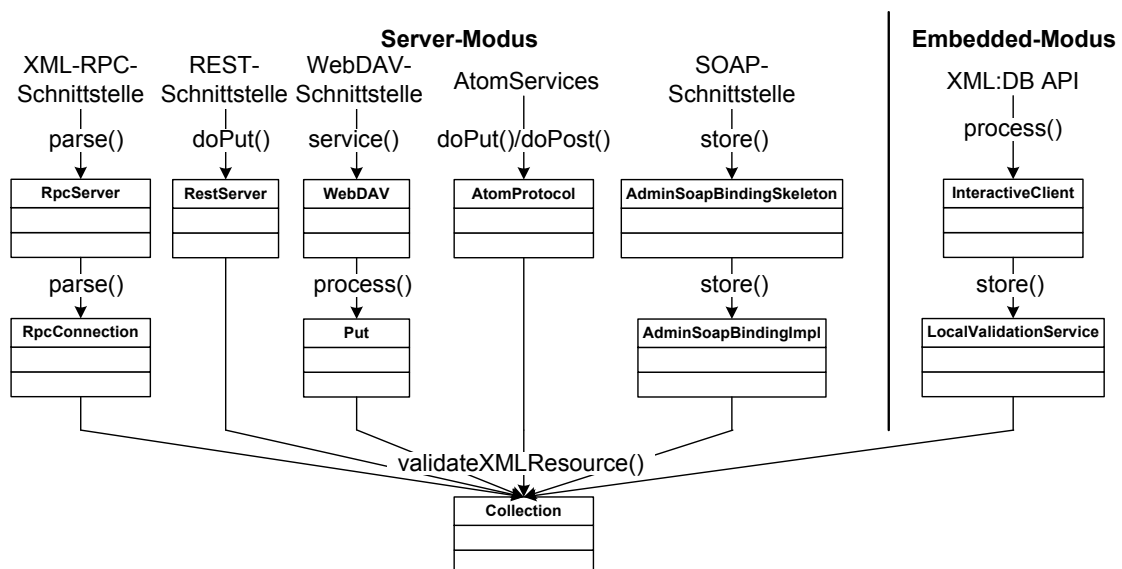 Server-Modus
Embedded-Modus
XML-RPC-
Schnittstelle
REST-
Schnittstelle
WebDAV-
Schnittstelle
AtomServices
SOAP-
Schnittstelle
XML:DB API
parse()
doPut()
service()
doPut()/doPost()
store()
process()
RpcServer
RestServer
WebDAV
AtomProtocol
AdminSoapBindingSkeleton
InteractiveClient
parse()
process()
store()
store()
RpcConnection
Put
AdminSoapBindingImpl
LocalValidationService
validateXMLResource()
Collection